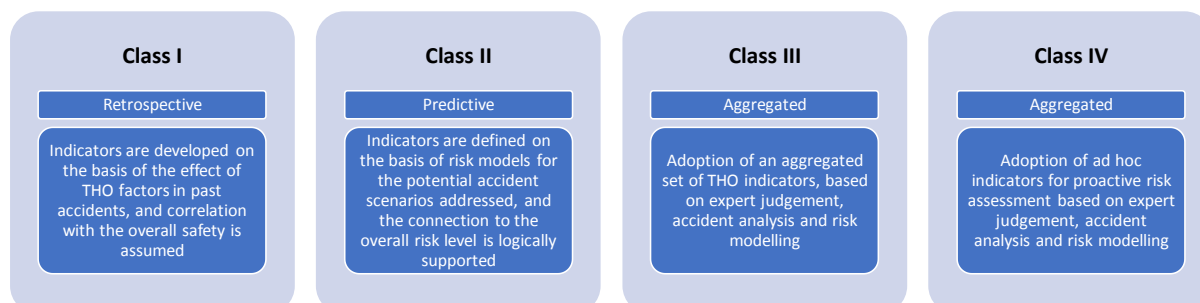 Class I
Retrospective
Indicators are developed on
the basis of the effect of
THO factors in past
accidents, and correlation
with the overall safety is
assumed
Class II
Predictive
Indicators are defined on
the basis of risk models for
the potential accident
scenarios addressed, and
the connection to the
overall risk level is logically
supported
Class III
Aggregated
Adoption of an aggregated
set of THO indicators, based
on expert judgement,
accident analysis and risk
modelling
Class IV
Aggregated
Adoption of ad hoc
indicators for proactive risk
assessment based on expert
judgement, accident
analysis and risk modelling